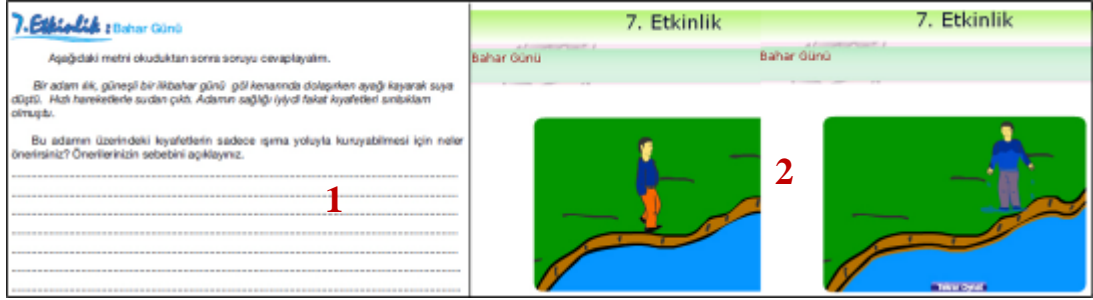 7.Etkinlik : Bahar Günü
Aşağıdaki metni okuduktan sonra soruyu cevaplayalım.
Bir adam ılık, güneşli bir ilkbahar günü göl kenarında dolaşırken ayağı kayarak suya
düştü. Hızlı hareketlerle sudan çıktı. Adamın sağlığı iyiydi fakat kıyafetleri sırılsıklam
olmuştu.
Bu adamın üzerindeki kıyafetlerin sadece ışıma yoluyla kuruyabilmesi için neler
önerirsiniz? Önerilerinizin sebebini açıklayınız.
1
7. Etkinlik
Bahar Günü
2
7. Etkinlik
Bahar Günü
Tekrar Oynat